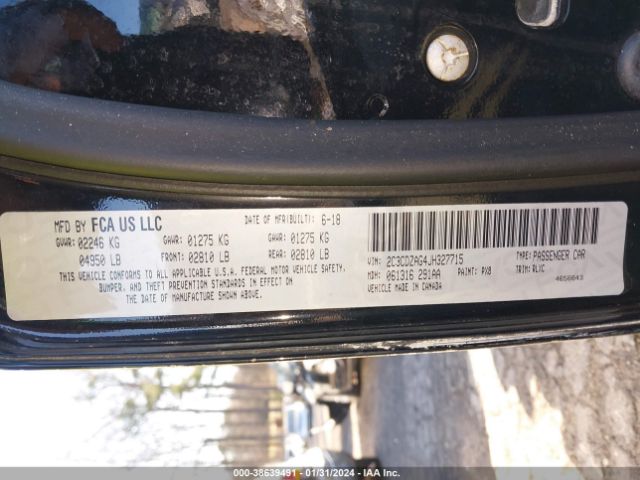 MFD BY FCA US LLC DATE OF MFR(BUILT): 6-18
GVWR: 02246 KG GAWR: 01275 KG GAWR: 01275 KG
04950 LB FRONT: 02810 LB REAR: 02810 LB
THIS VEHICLE CONFORMS TO ALL APPLICABLE U.S.A. FEDERAL MOTOR VEHICLE SAFETY,
BUMPER, AND THEFT PREVENTION STANDARDS IN EFFECT ON
THE DATE OF MANUFACTURE SHOWN ABOVE.
VIN: 2C3CDZAG4JH327715 TYPE: PASSENGER CAR
MDH: 061316 291AA PAINT: PX8 TRIM: RLXC
VEHICLE MADE IN CANADA 
000-38639491 - 01/31/2024 - IAA Inc.